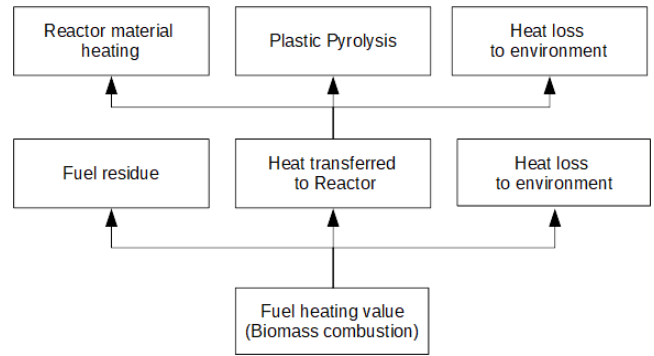 Reactor material
heating
Plastic Pyrolysis
Heat loss
to environment
Fuel residue
Heat transferred
to Reactor
Heat loss
to environment
Fuel heating value
(Biomass combustion)